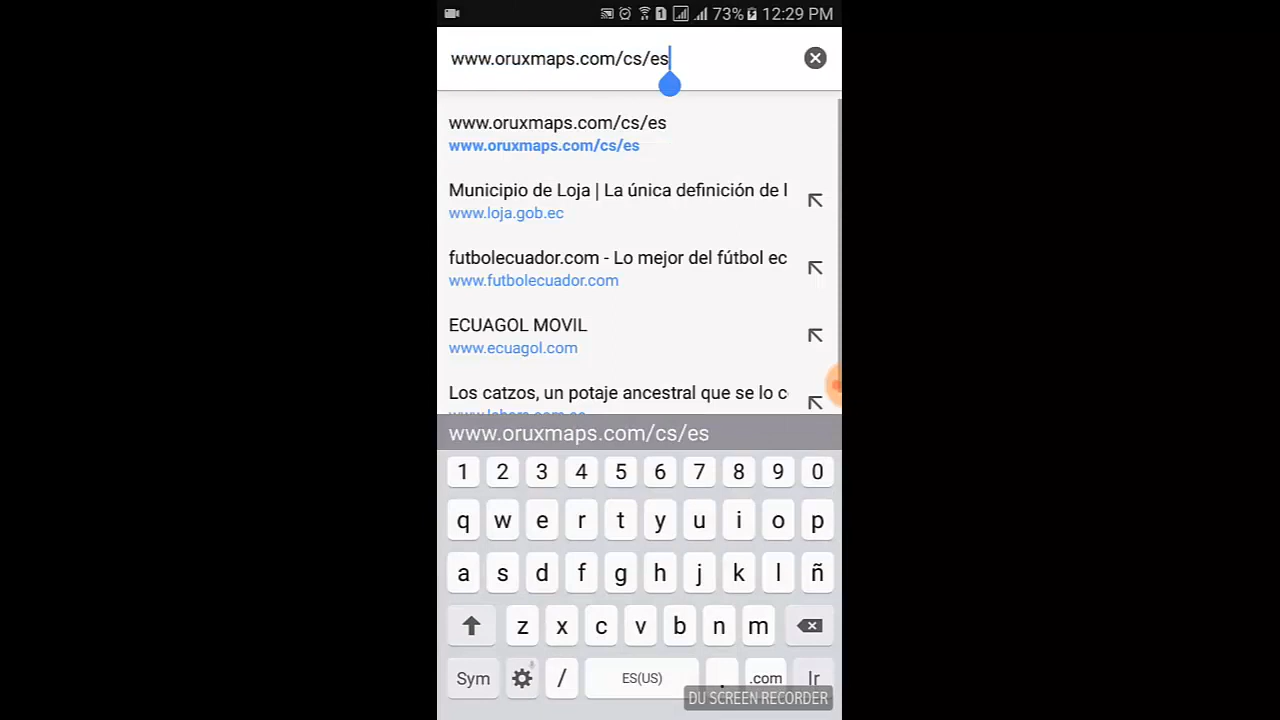 73% 12:29 PM
www.oruxmaps.com/cs/es
www.oruxmaps.com/cs/es
www.oruxmaps.com/cs/es
Municipio de Loja | La única definición de l
www.loja.gob.ec
futbolecuador.com - Lo mejor del fútbol ec
www.futbolecuador.com
ECUAGOL MOVIL
www.ecuagol.com
Los catzos, un potaje ancestral que se lo c
www.oruxmaps.com/cs/es
1 2 3 4 5 6 7 8 9 0
q w e r t y u i o p
a s d f g h j k l ñ
z x c v b n m
Sym / ES(US) . .com Ir
DU SCREEN RECORDER